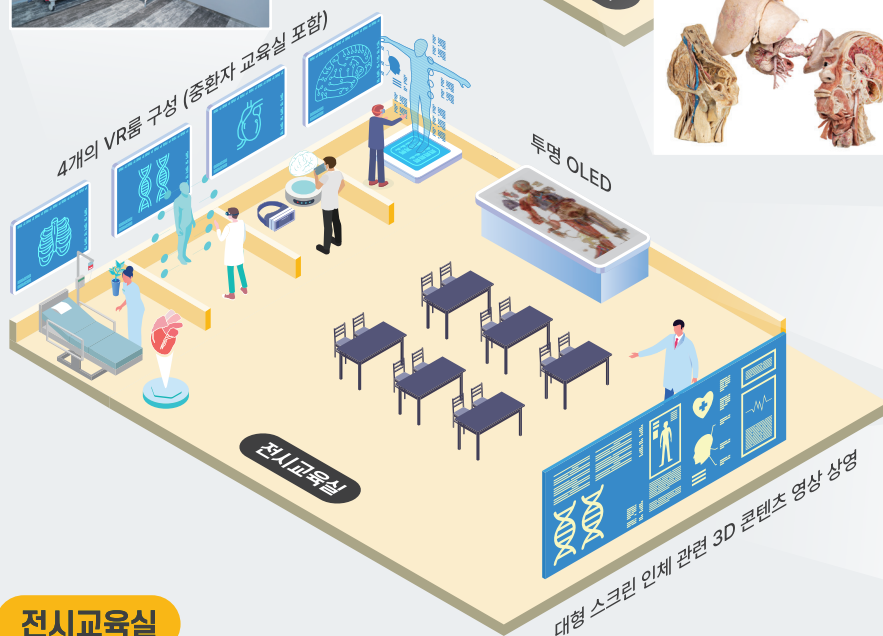 4개의 VR룸 구성 (중환자 교육실 포함)
투명 OLED
전시교육실
대형 스크린 인체 관련 3D 콘텐츠 영상 상영
전시교육실